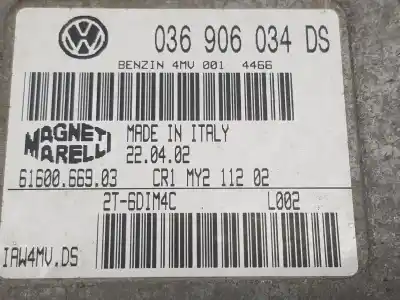 036 906 034 DS
BENZIN 4MV 001 4466
MAGNETI MARELLI
MADE IN ITALY
22.04.02
61600.669.03 CR1 MY2 112 02
2T-6DIM4C L002
IAW4MV.DS